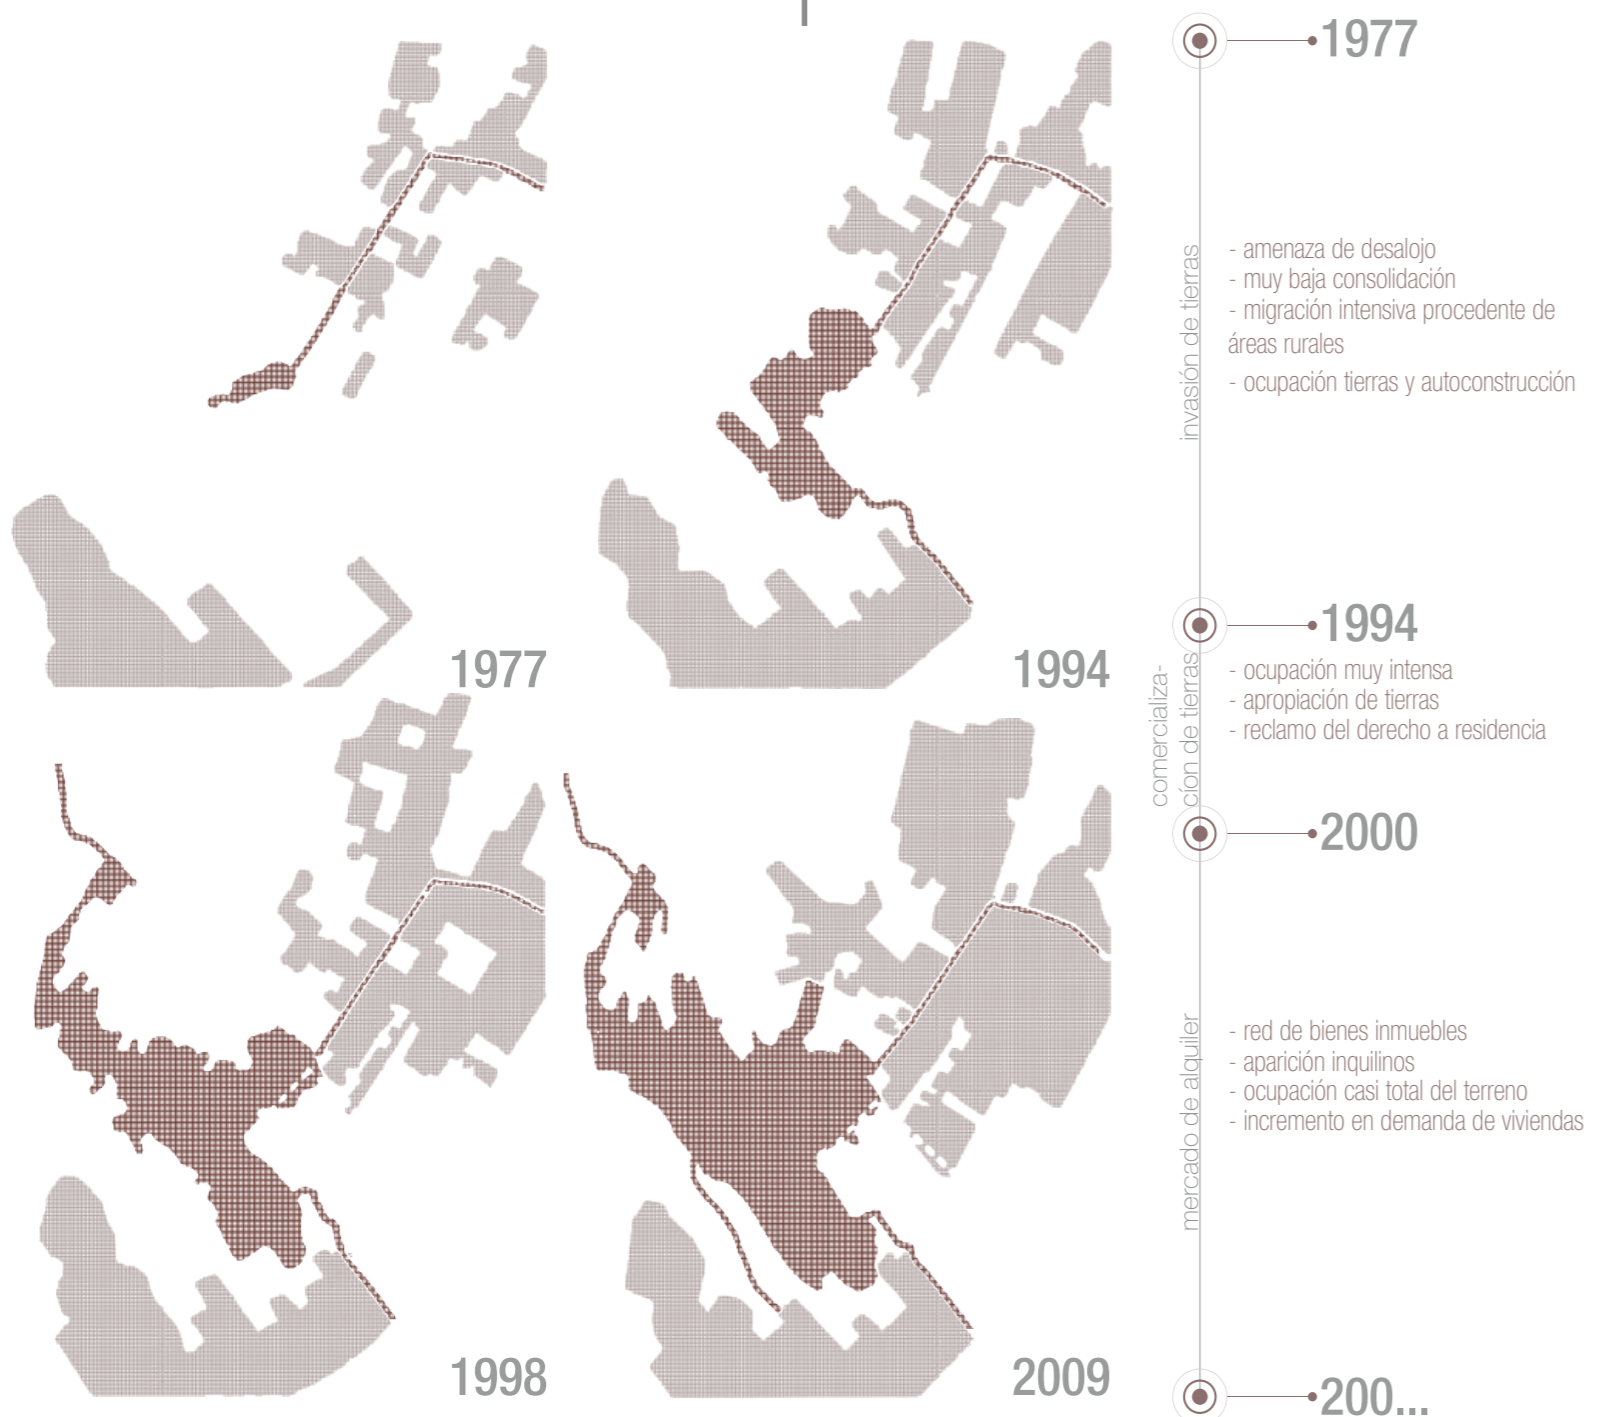 1977
1994
1998
2009
1977
invasión de tierras
- amenaza de desalojo
- muy baja consolidación
- migración intensiva procedente de
áreas rurales
- ocupación tierras y autoconstrucción
1994
comercializa-
cíon de tierras
- ocupación muy intensa
- apropiación de tierras
- reclamo del derecho a residencia
2000
mercado de alquiler
- red de bienes inmuebles
- aparición inquilinos
- ocupación casi total del terreno
- incremento en demanda de viviendas
200...